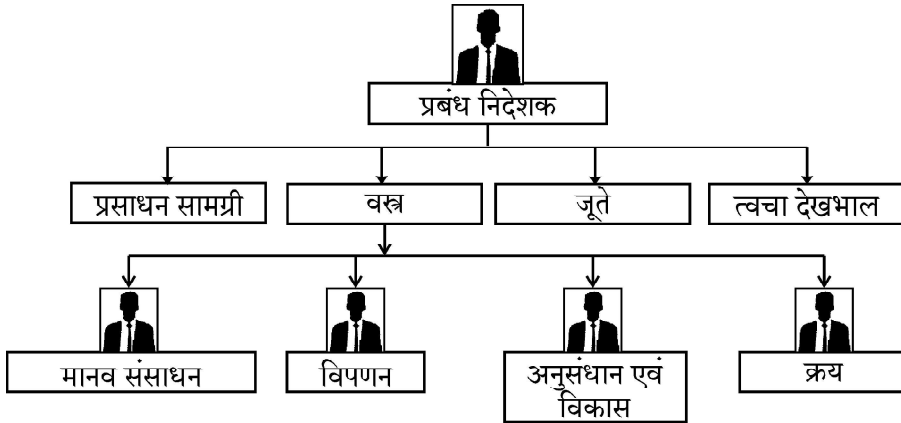 प्रबंध निदेशक
प्रसाधन सामग्री
वस्त्र
जूते
त्वचा देखभाल
मानव संसाधन
विपणन
अनुसंधान एवं
विकास
क्रय